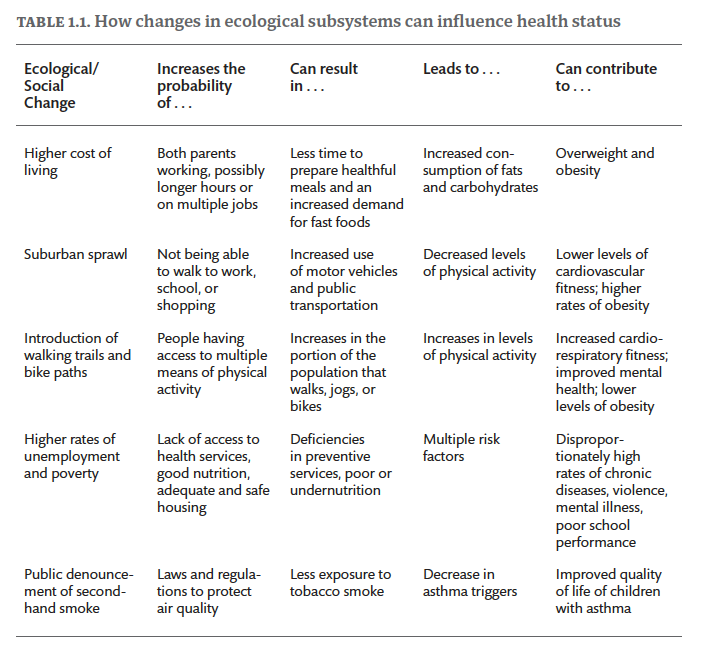 TABLE 1.1. How changes in ecological subsystems can influence health status
Ecological/
Social
Change
Increases the
probability
of . . .
Can result
in . . .
Leads to . . .
Can contribute
to . . .
Higher cost of
living
Both parents
working, possibly
longer hours or
on multiple jobs
Less time to
prepare healthful
meals and an
increased demand
for fast foods
Increased con-
sumption of fats
and carbohydrates
Overweight and
obesity
Suburban sprawl
Not being able
to walk to work,
school, or
shopping
Increased use
of motor vehicles
and public
transportation
Decreased levels
of physical activity
Lower levels of
cardiovascular
fitness; higher
rates of obesity
Introduction of
walking trails and
bike paths
People having
access to multiple
means of physical
activity
Increases in the
portion of the
population that
walks, jogs, or
bikes
Increases in levels
of physical activity
Increased cardio-
respiratory fitness;
improved mental
health; lower
levels of obesity
Higher rates of
unemployment
and poverty
Lack of access to
health services,
good nutrition,
adequate and safe
housing
Deficiencies
in preventive
services, poor or
undernutrition
Multiple risk
factors
Dispropor-
tionately high
rates of chronic
diseases, violence,
mental illness,
poor school
performance
Public denounce-
ment of second-
hand smoke
Laws and regula-
tions to protect
air quality
Less exposure to
tobacco smoke
Decrease in
asthma triggers
Improved quality
of life of children
with asthma